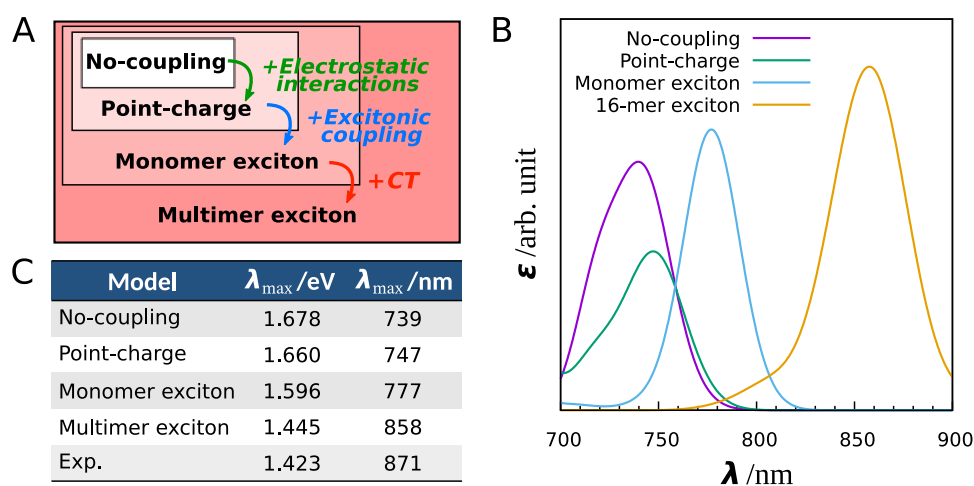 A
No-coupling
+Electrostatic
interactions
Point-charge
+Excitonic
coupling
Monomer exciton
+CT
Multimer exciton
B
No-coupling
Point-charge
Monomer exciton
16-mer exciton
ε /arb. unit
700 750 800 850 900
λ /nm
C
Model λmax /eV λmax /nm
No-coupling 1.678 739
Point-charge 1.660 747
Monomer exciton 1.596 777
Multimer exciton 1.445 858
Exp. 1.423 871